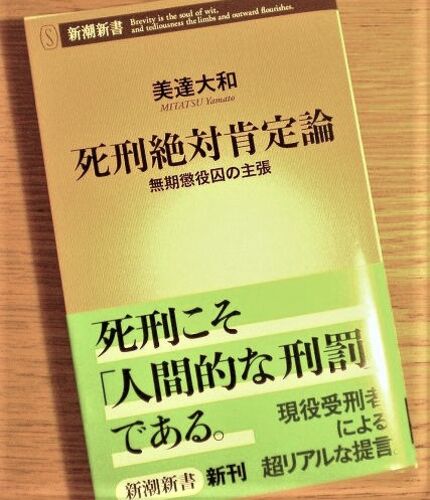 新潮新書
Brevity is the soul of wit,
and tediousness the limbs and outward flourishes.
美達大和
MITATSU Yamato
死刑絶対肯定論
無期懲役囚の主張
死刑こそ
「人間的な刑罰」
である。
現役受刑者
による
超リアルな提言。
新潮新書 新刊